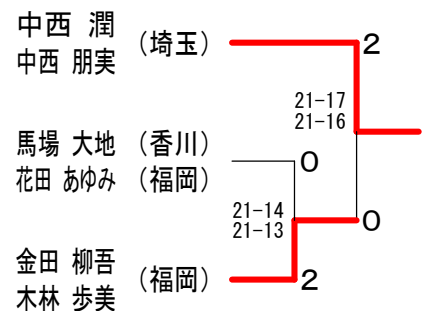 中西 潤
中西 朋実
(埼玉)
2
21-17
21-16
馬場 大地 (香川)
花田 あゆみ (福岡)
0
21-14
21-13
0
金田 柳吾
木林 歩美
(福岡)
2